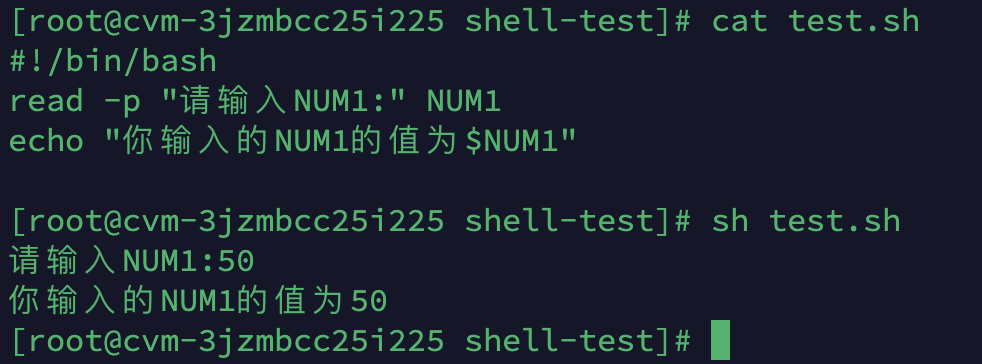 [root@cvm-3jzmbcc25i225 shell-test]# cat test.sh
#!/bin/bash
read -p "请输入NUM1:" NUM1
echo "你输入的NUM1的值为$NUM1"
[root@cvm-3jzmbcc25i225 shell-test]# sh test.sh
请输入NUM1:50
你输入的NUM1的值为50
[root@cvm-3jzmbcc25i225 shell-test]#